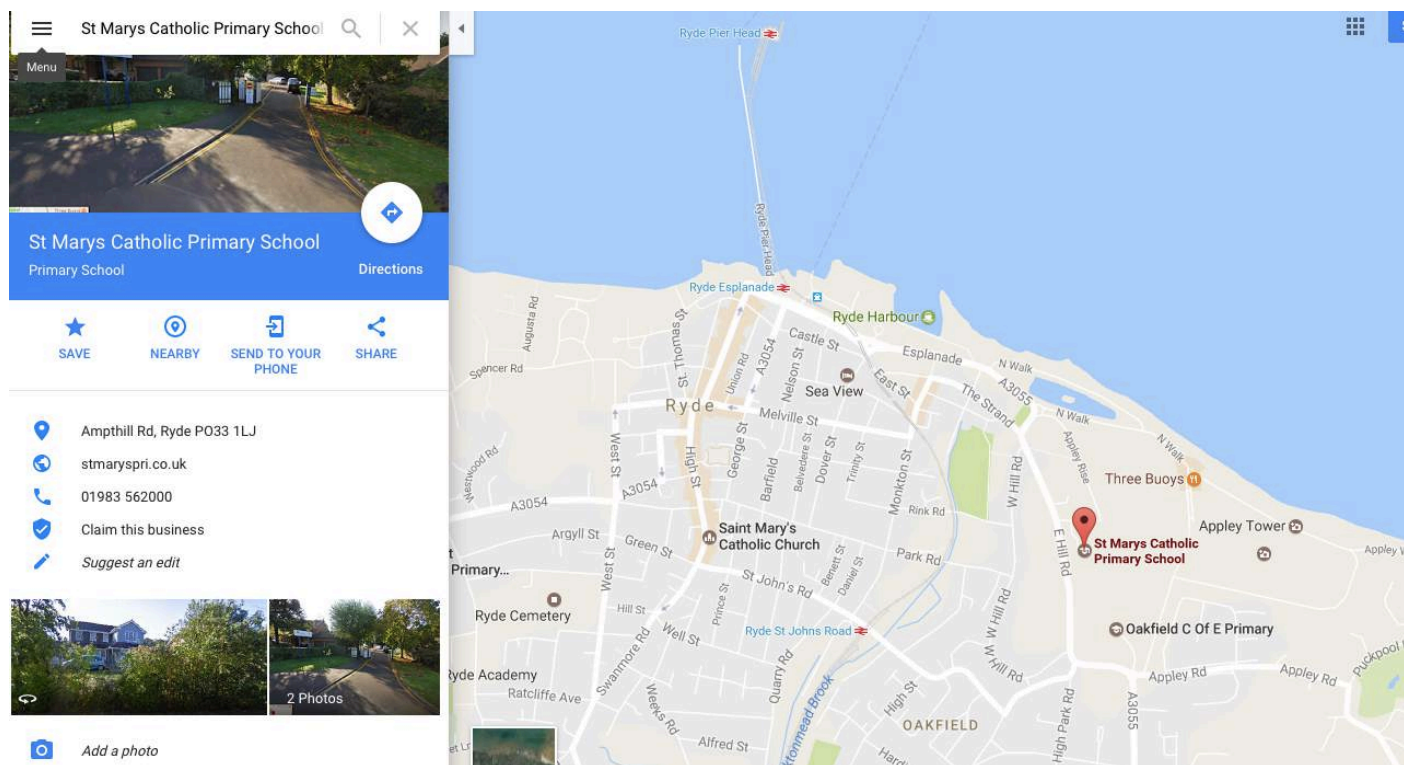 St Marys Catholic Primary School
Menu
St Marys Catholic Primary School
Primary School
Directions
SAVE
NEARBY
SEND TO YOUR
PHONE
SHARE
Ampthill Rd, Ryde PO33 1LJ
stmaryspri.co.uk
01983 562000
Claim this business
Suggest an edit
2 Photos
Add a photo
Ryde Pier Head
Ryde Pier Head
Ryde Esplanade
Ryde Harbour
Augusta Rd
St. Thomas St
Castle St
Esplanade
N Walk
Spencer Rd
Union Rd
A3054
Nelson St
Sea View
East St
The Strand
A3055
Ryde
Melville St
N Walk
Westwood Rd
West St
High St
George St
Barfield
Belvedere St
Dover St
Trinity St
Monkton St
W Hill Rd
Appley Rise
N Walk
Three Buoys
A3054
A3054
Rink Rd
Argyll St
Green St
Saint Mary's
Catholic Church
Appley Tower
E Hill Rd
St Marys Catholic
Primary School
Appley
t
Primary...
West St
St John's Rd
Benett St
Daniel St
Park Rd
Ryde Cemetery
Hill St
Prince St
Well St
Ryde St Johns Road
W Hill Rd
Oakfield C Of E Primary
Ryde Academy
Swanmore Rd
Quarry Rd
W Hill Rd
Appley Rd
Appley Rd
Puckpool
Ratcliffe Ave
Weeks Rd
ktonmead Brook
High St
High Park Rd
A3055
OAKFIELD
Alfred St